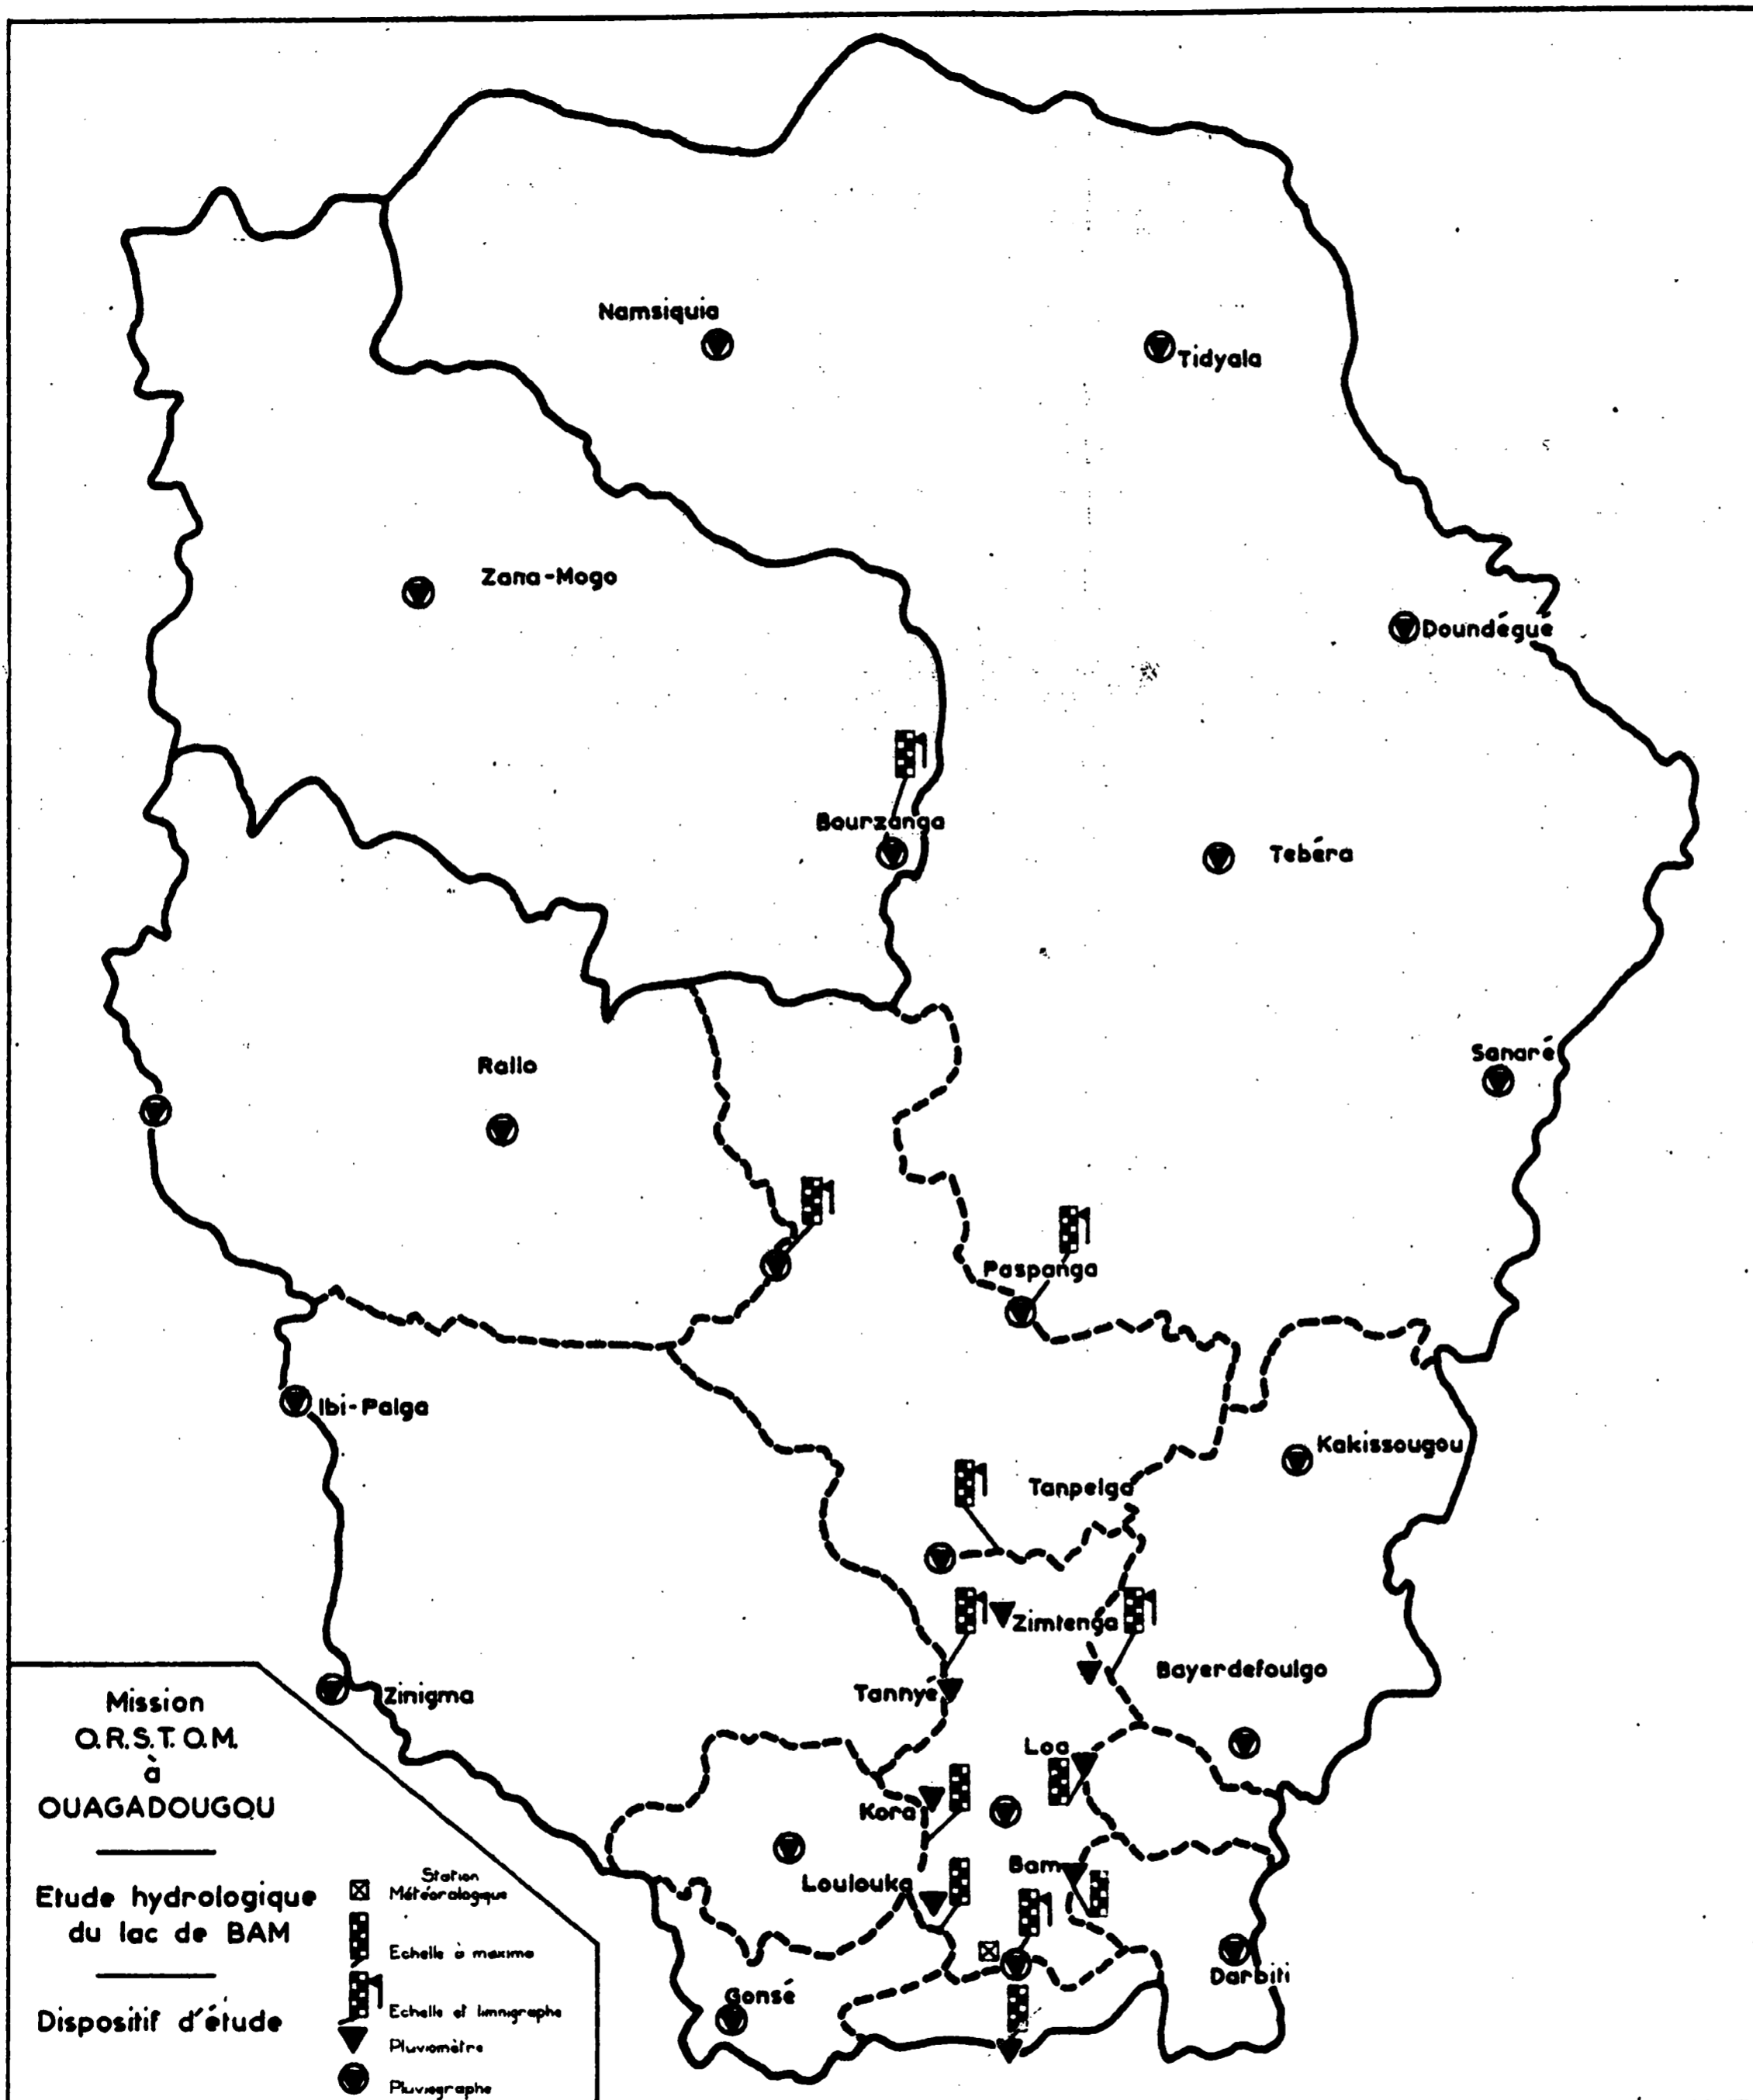 Namsiquia
Tidyala
Zana-Mogo
Doundégué
Bourzanga
Tebéra
Sanaré
Rallo
Paspanga
Ibi-Palga
Kakissougou
Tanpelga
Zimtenga
Bayerdefoulgo
Tannyé
Zinigma
Loa
Kora
Bam
Loulouka
Darbiti
Gonsé
Mission
O.R.S.T.O.M.
à
OUAGADOUGOU
Etude hydrologique
du lac de BAM
Dispositif d'étude
Station
Météorologique
Echelle à maxima
Echelle et limnigraphe
Pluviomètre
Pluviographe